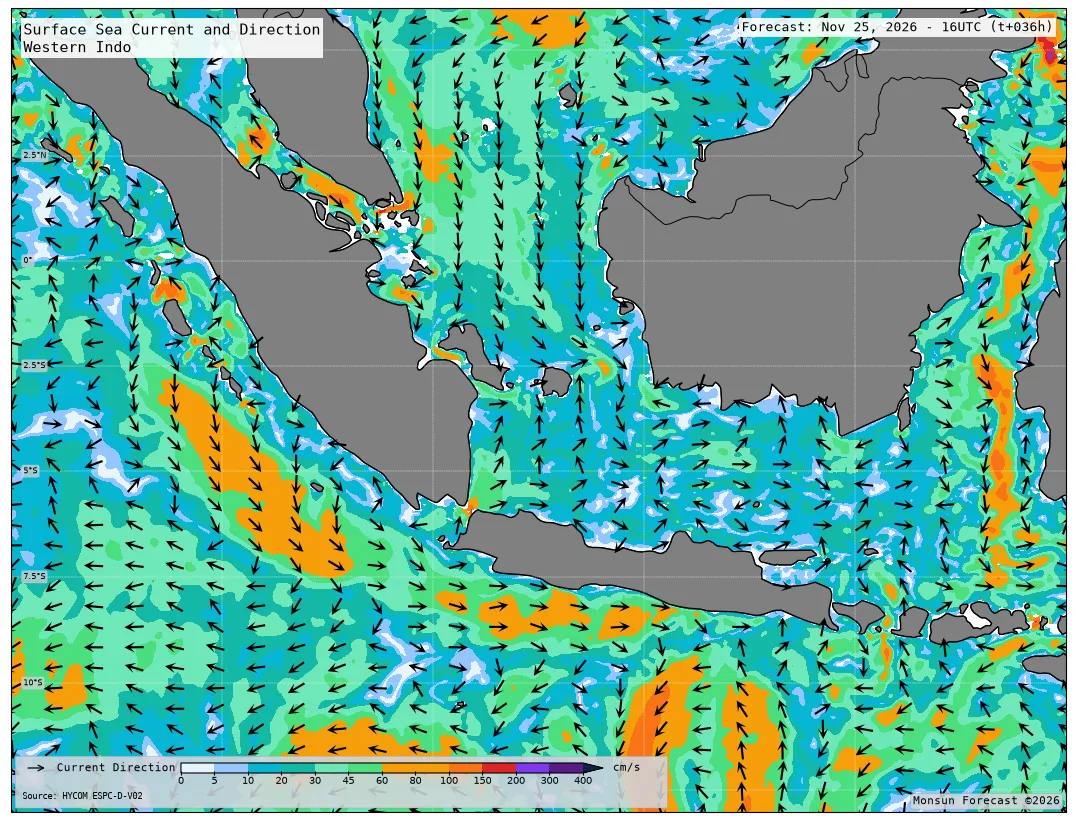 Surface Sea Current and Direction
Western Indo
Forecast: Nov 25, 2026 - 16UTC (t+036h)
2.5°N
0°
2.5°S
5°S
7.5°S
10°S
Current Direction
0 5 10 20 30 45 60 80 100 150 200 300 400
cm/s
Source: HYCOM ESPC-D-V02
Monsun Forecast ©2026